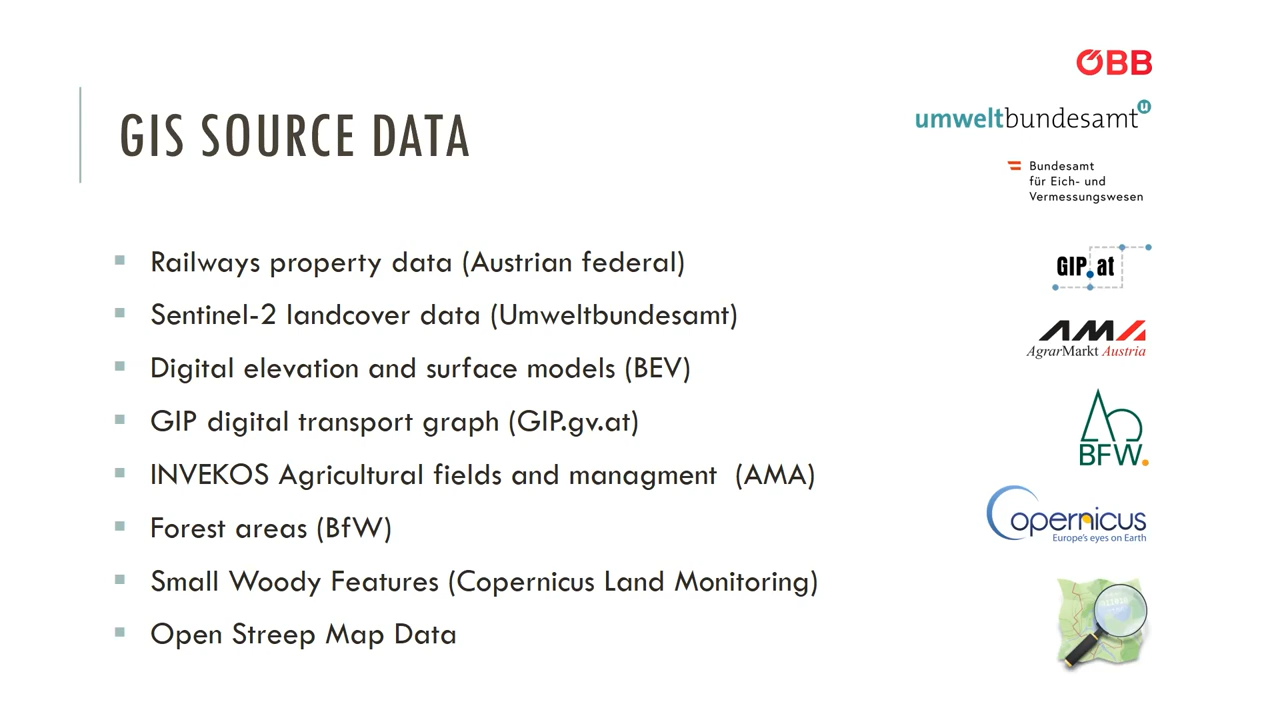 GIS SOURCE DATA
Railways property data (Austrian federal)
Sentinel-2 landcover data (Umweltbundesamt)
Digital elevation and surface models (BEV)
GIP digital transport graph (GIP.gv.at)
INVEKOS Agricultural fields and managment (AMA)
Forest areas (BfW)
Small Woody Features (Copernicus Land Monitoring)
Open Streep Map Data
ÖBB
umweltbundesamt
u
Bundesamt
für Eich- und
Vermessungswesen
GIP.at
AMA
AgrarMarkt Austria
BFW.
Copernicus
Europe's eyes on Earth